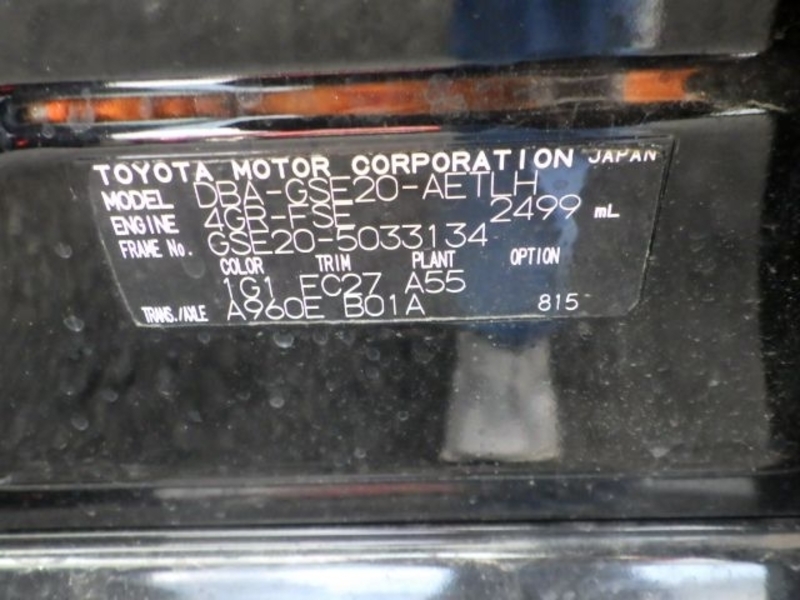 TOYOTA MOTOR CORPORATION JAPAN
MODEL DBA-GSE20-AETLH
ENGINE 4GR-FSE 2499 mL
FRAME No. GSE20-5033134
COLOR TRIM PLANT OPTION
1G1 FC27 A55
TRANS./AXLE A960E B01A 815